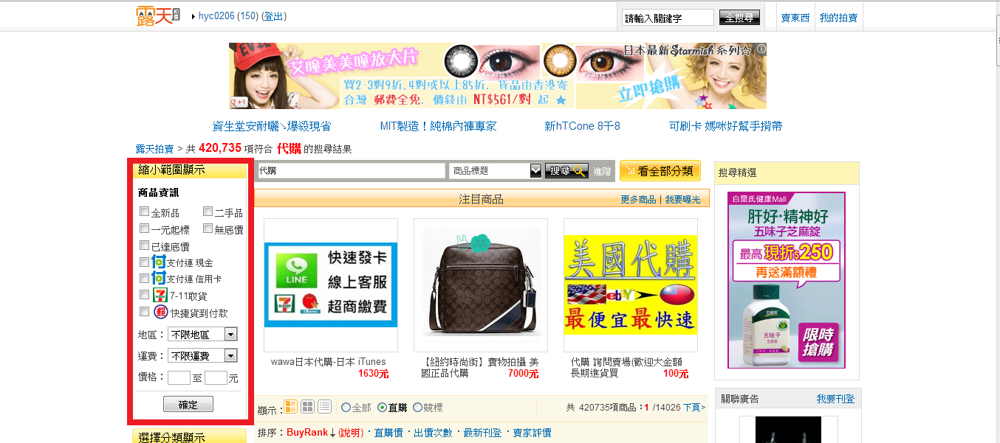 露天拍賣 hyc0206 (150) (登出)
請輸入關鍵字 全搜尋 賣東西 我的拍賣
EVIL 艾瞳美美瞳放大片 日本最新Starmish 系列☆
買2-3對9折,4對或以上85折. 貨品由香港寄
台灣 郵費全免. 價錢由 NT$561/對 起 ★
立即搶購
g +1
資生堂安耐曬↘爆殺現省 MIT製造！純棉內褲專家 新hTCone 8千8 可刷卡 媽咪好幫手揹帶
露天拍賣 > 共 420,735 項符合 代購 的搜尋結果
縮小範圍顯示
商品資訊
全新品 二手品
一元起標 無底價
已達底價
支付連 現金
支付連 信用卡
7-11取貨
快捷貨到付款
地區： 不限地區
運費： 不限運費
價格： 至 元
確定
選擇分類顯示
代購 商品標題 搜尋 進階 看全部分類
注目商品 更多商品 | 我要曝光
LINE
快速發卡
線上客服
超商繳費
wawa日本代購-日本 iTunes
1630元
【紐約時尚街】實物拍攝 美
國正品代購 7000元
美國代購
ebay
最便宜最快速
代購 詢問賣場(歡迎大金額
長期進貨買 100元
顯示： 全部 直購 競標 共 420735項商品：1 /14026 下頁>
排序：BuyRank↓(說明)‧直購價‧出價次數‧最新刊登‧賣家評價
搜尋精選
白蘭氏健康Mall
肝好·精神好
五味子芝麻錠
最高現折$250
再送滿額禮
白蘭氏
五味子
芝麻錠
限時
搶購
關聯廣告 我要刊登